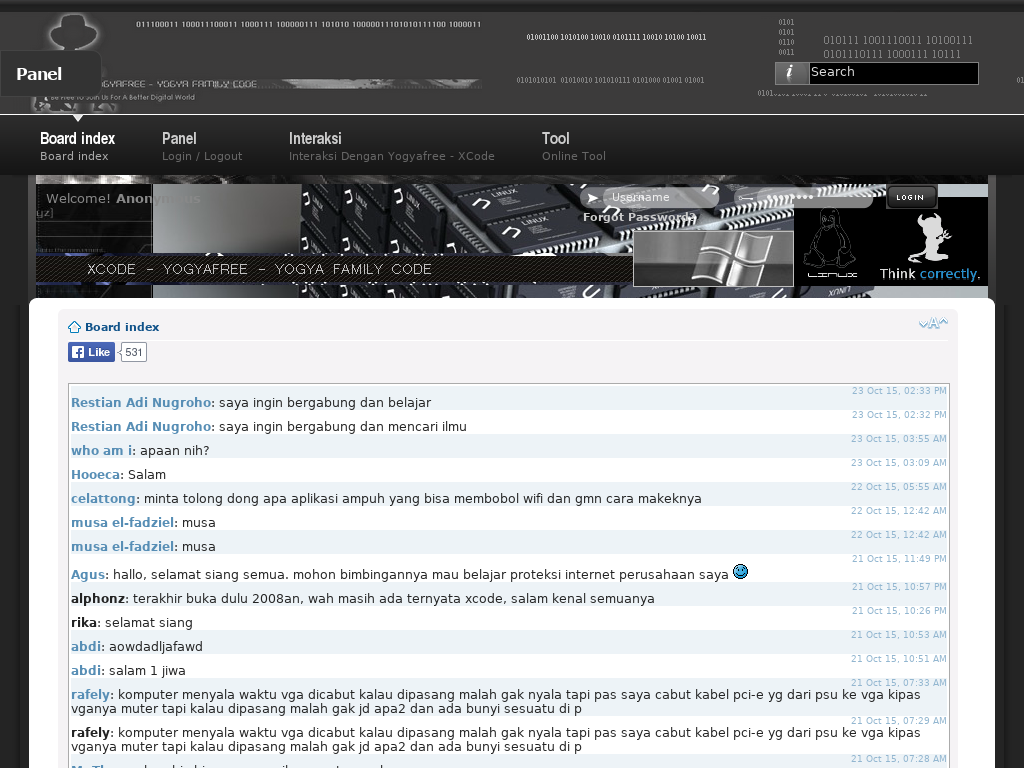 011100011 100011100011 1000111 100000111 101010 10000011101010111100 1000011
01001100 1010100 10010 0101111 10010 10100 10011
0101
0101
0110
0011
010111 1001110011 10100111
0101110111 1000111 10111
Panel
Search
YOGYAFREE - YOGYA FAMILY CODE
0101010101 01010010 101010111 0101000 01001 01001
Be Free To Join Us For A Better Digital World
Board index
Board index
Panel
Login / Logout
Interaksi
Interaksi Dengan Yogyafree - XCode
Tool
Online Tool
Welcome! Anonymous
Username
LOGIN
yz]
Forgot Password?
XCODE - YOGYAFREE - YOGYA FAMILY CODE
LINUX
Think correctly.
Board index
A
Like 531
23 Oct 15, 02:33 PM
Restian Adi Nugroho: saya ingin bergabung dan belajar
23 Oct 15, 02:32 PM
Restian Adi Nugroho: saya ingin bergabung dan mencari ilmu
23 Oct 15, 03:55 AM
who am i: apaan nih?
23 Oct 15, 03:09 AM
Hooeca: Salam
22 Oct 15, 05:55 AM
celattong: minta tolong dong apa aplikasi ampuh yang bisa membobol wifi dan gmn cara makeknya
22 Oct 15, 12:42 AM
musa el-fadziel: musa
22 Oct 15, 12:42 AM
musa el-fadziel: musa
21 Oct 15, 11:49 PM
Agus: hallo, selamat siang semua. mohon bimbingannya mau belajar proteksi internet perusahaan saya
21 Oct 15, 10:57 PM
alphonz: terakhir buka dulu 2008an, wah masih ada ternyata xcode, salam kenal semuanya
21 Oct 15, 10:26 PM
rika: selamat siang
21 Oct 15, 10:53 AM
abdi: aowdadljafawd
21 Oct 15, 10:51 AM
abdi: salam 1 jiwa
21 Oct 15, 07:33 AM
rafely: komputer menyala waktu vga dicabut kalau dipasang malah gak nyala tapi pas saya cabut kabel pci-e yg dari psu ke vga kipas
vganya muter tapi kalau dipasang malah gak jd apa2 dan ada bunyi sesuatu di p
21 Oct 15, 07:29 AM
rafely: komputer menyala waktu vga dicabut kalau dipasang malah gak nyala tapi pas saya cabut kabel pci-e yg dari psu ke vga kipas
vganya muter tapi kalau dipasang malah gak jd apa2 dan ada bunyi sesuatu di p
21 Oct 15, 07:28 AM